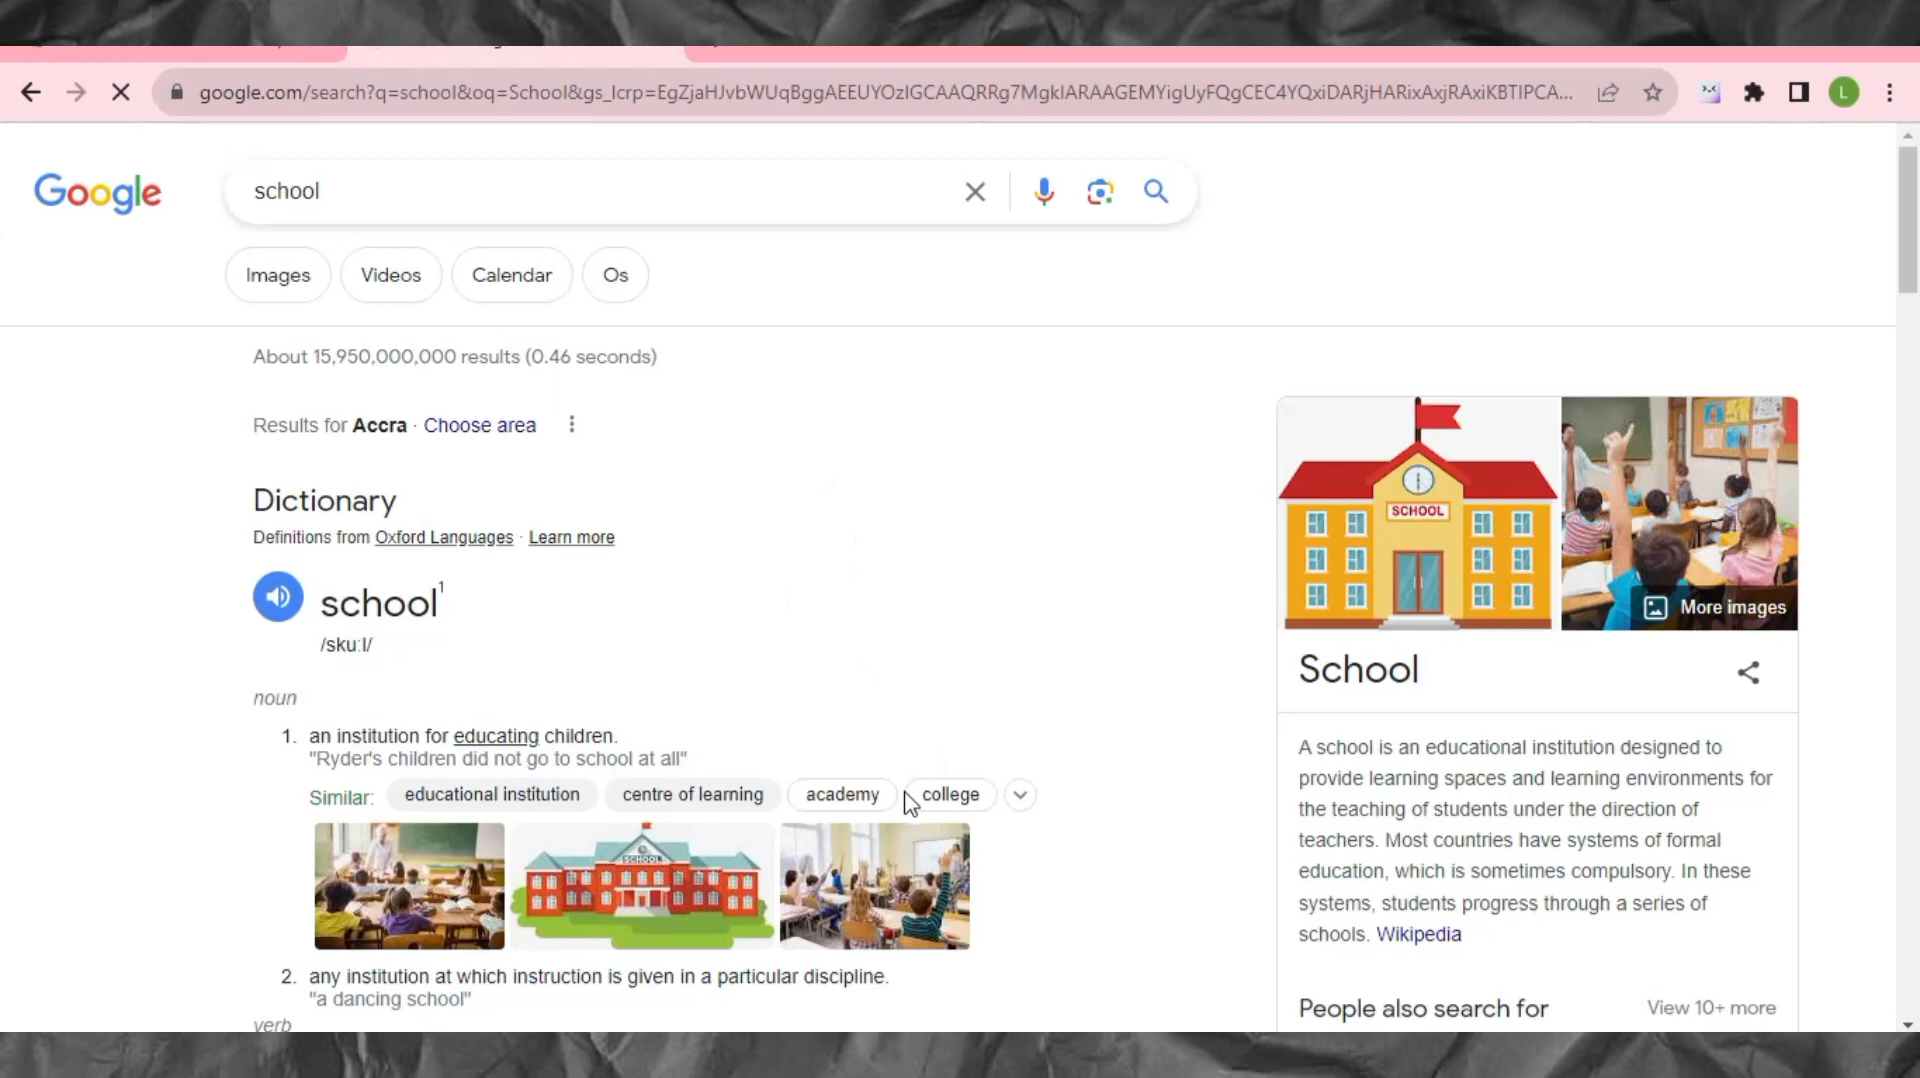 google.com/search?q=school&oq=School&gs_lcrp=EgZjaHJvbWUqBggAEEUYOzIGCAAQRRg7MgkIARAAGEMYigUyFQgCEC4YQxiDARjHARixAxjRAxiKBTIPCA...
Google
school
Images Videos Calendar Os
About 15,950,000,000 results (0.46 seconds)
Results for Accra · Choose area
Dictionary
Definitions from Oxford Languages · Learn more
school¹
/skuːl/
noun
1. an institution for educating children.
"Ryder's children did not go to school at all"
Similar: educational institution centre of learning academy college
SCHOOL
2. any institution at which instruction is given in a particular discipline.
"a dancing school"
verb
SCHOOL
More images
School
A school is an educational institution designed to
provide learning spaces and learning environments for
the teaching of students under the direction of
teachers. Most countries have systems of formal
education, which is sometimes compulsory. In these
systems, students progress through a series of
schools. Wikipedia
People also search for View 10+ more
L